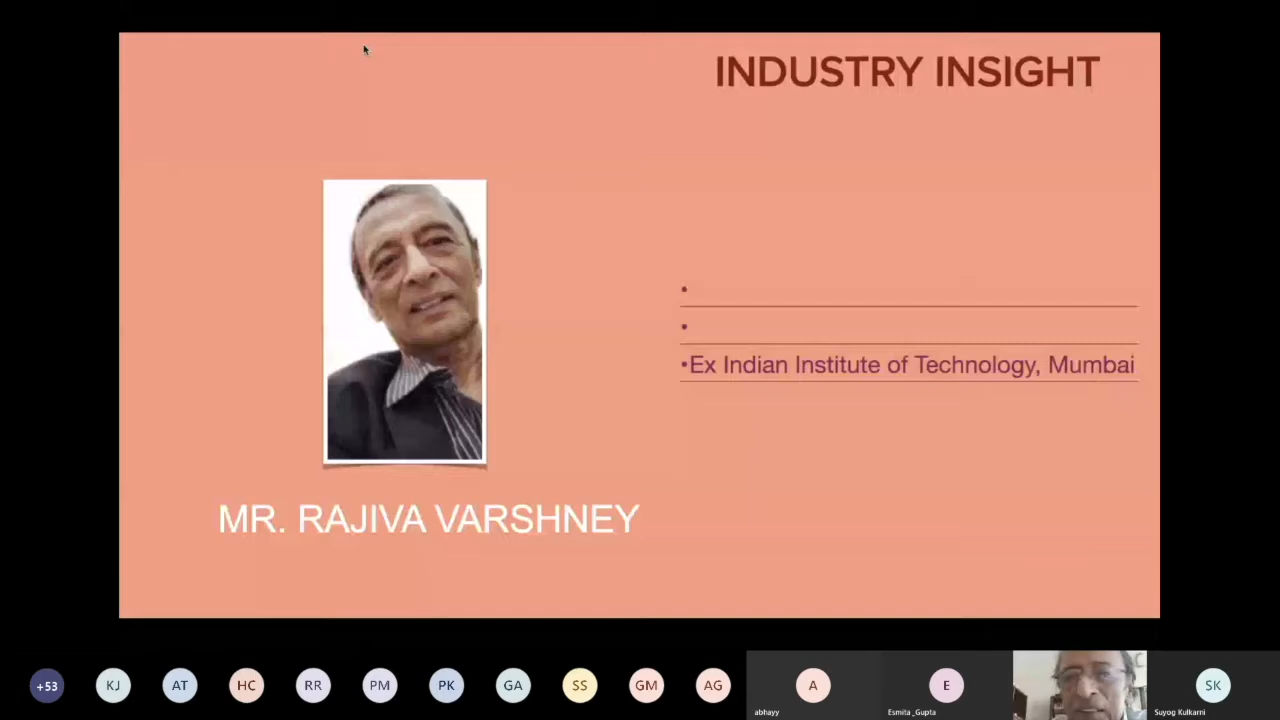 INDUSTRY INSIGHT
•Ex Indian Institute of Technology, Mumbai
MR. RAJIVA VARSHNEY
+53
KJ
AT
HC
RR
PM
PK
GA
SS
GM
AG
A
E
SK
abhayy
Esmita_Gupta
Suyog Kulkarni